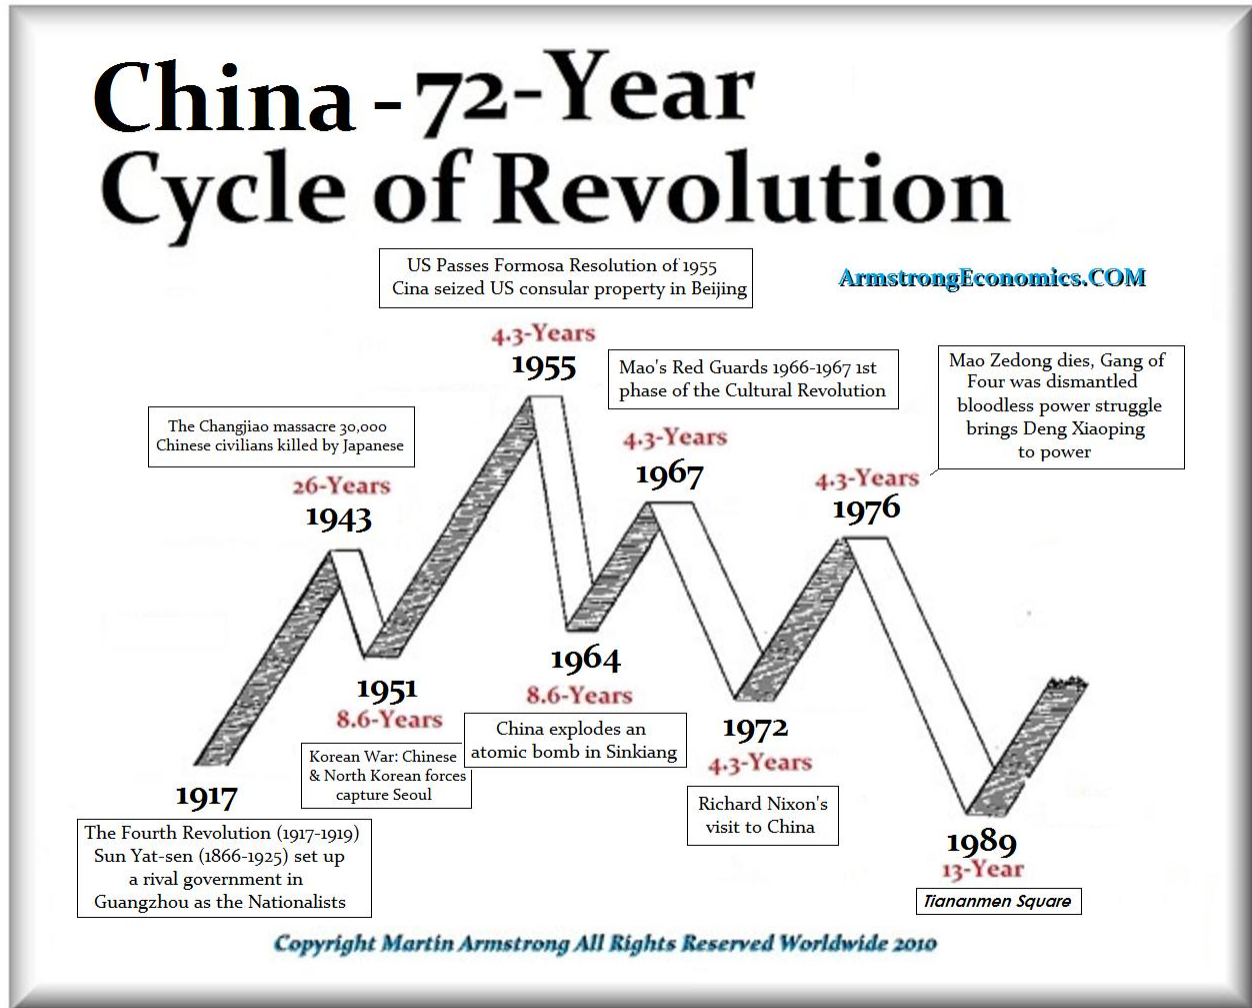 China - 72-Year
Cycle of Revolution
US Passes Formosa Resolution of 1955
Cina seized US consular property in Beijing
ArmstrongEconomics.COM
4.3-Years
1955
Mao's Red Guards 1966-1967 1st
phase of the Cultural Revolution
Mao Zedong dies, Gang of
Four was dismantled
bloodless power struggle
brings Deng Xiaoping
to power
The Changjiao massacre 30,000
Chinese civilians killed by Japanese
26-Years
1943
4.3-Years
1967
4.3-Years
1976
1951
8.6-Years
Korean War: Chinese
& North Korean forces
capture Seoul
1964
8.6-Years
China explodes an
atomic bomb in Sinkiang
1972
4.3-Years
Richard Nixon's
visit to China
1917
The Fourth Revolution (1917-1919)
Sun Yat-sen (1866-1925) set up
a rival government in
Guangzhou as the Nationalists
1989
13-Year
Tiananmen Square
Copyright Martin Armstrong All Rights Reserved Worldwide 2010